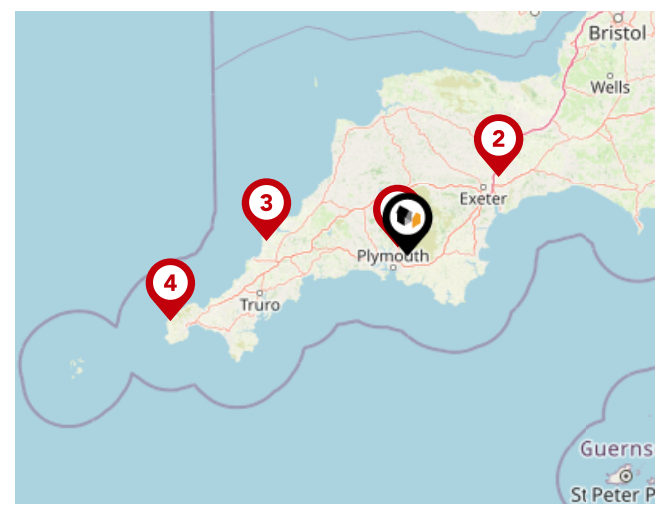 Bristol
Wells
2
Exeter
3
Plymouth
4
Truro
Guerns
St Peter P